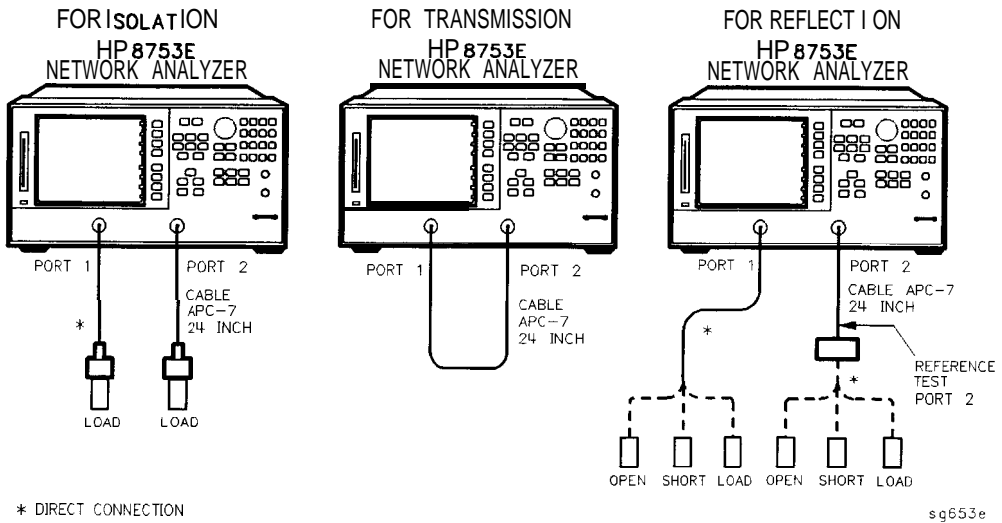 FOR ISOLATION
HP 8753E
NETWORK ANALYZER
PORT 1
PORT 2
CABLE
APC-7
24 INCH
*
LOAD
LOAD
FOR TRANSMISSION
HP 8753E
NETWORK ANALYZER
PORT 1
PORT 2
CABLE
APC-7
24 INCH
FOR REFLECT I ON
HP 8753E
NETWORK ANALYZER
PORT 1
PORT 2
CABLE APC-7
24 INCH
*
REFERENCE
TEST
PORT 2
*
OPEN SHORT LOAD OPEN SHORT LOAD
* DIRECT CONNECTION
sg653e